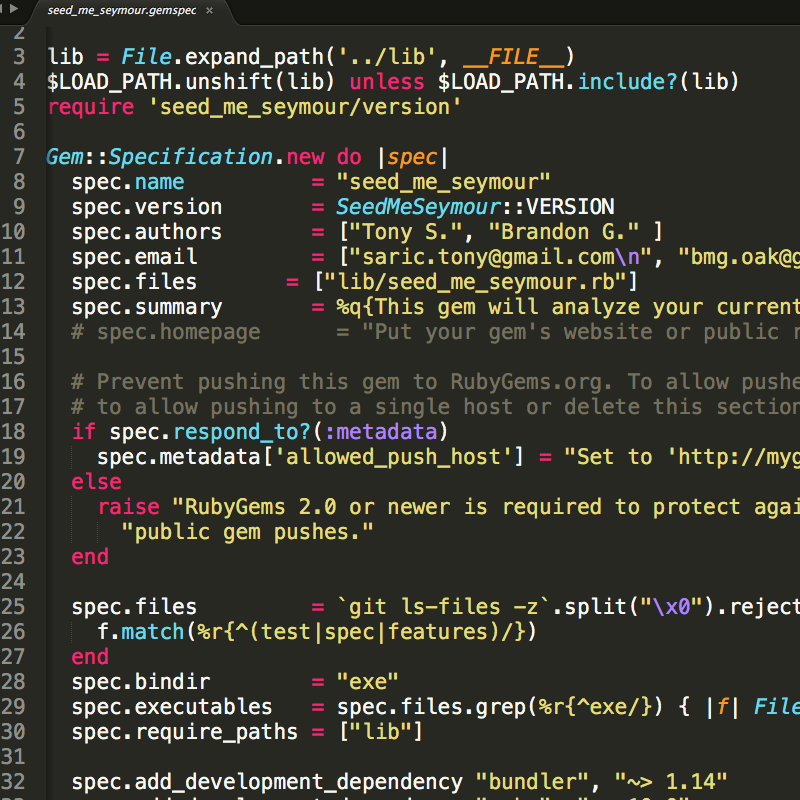 seed_me_seymour.gemspec ×
2
3 lib = File.expand_path('../lib', __FILE__)
4 $LOAD_PATH.unshift(lib) unless $LOAD_PATH.include?(lib)
5 require 'seed_me_seymour/version'
6
7 Gem::Specification.new do |spec|
8 spec.name = "seed_me_seymour"
9 spec.version = SeedMeSeymour::VERSION
10 spec.authors = ["Tony S.", "Brandon G." ]
11 spec.email = ["saric.tony@gmail.com\n", "bmg.oak@g
12 spec.files = ["lib/seed_me_seymour.rb"]
13 spec.summary = %q{This gem will analyze your current
14 # spec.homepage = "Put your gem's website or public r
15
16 # Prevent pushing this gem to RubyGems.org. To allow pushe
17 # to allow pushing to a single host or delete this section
18 if spec.respond_to?(:metadata)
19 spec.metadata['allowed_push_host'] = "Set to 'http://myg
20 else
21 raise "RubyGems 2.0 or newer is required to protect agai
22 "public gem pushes."
23 end
24
25 spec.files = `git ls-files -z`.split("\x0").reject
26 f.match(%r{^(test|spec|features)/})
27 end
28 spec.bindir = "exe"
29 spec.executables = spec.files.grep(%r{^exe/}) { |f| File
30 spec.require_paths = ["lib"]
31
32 spec.add_development_dependency "bundler", "~> 1.14"